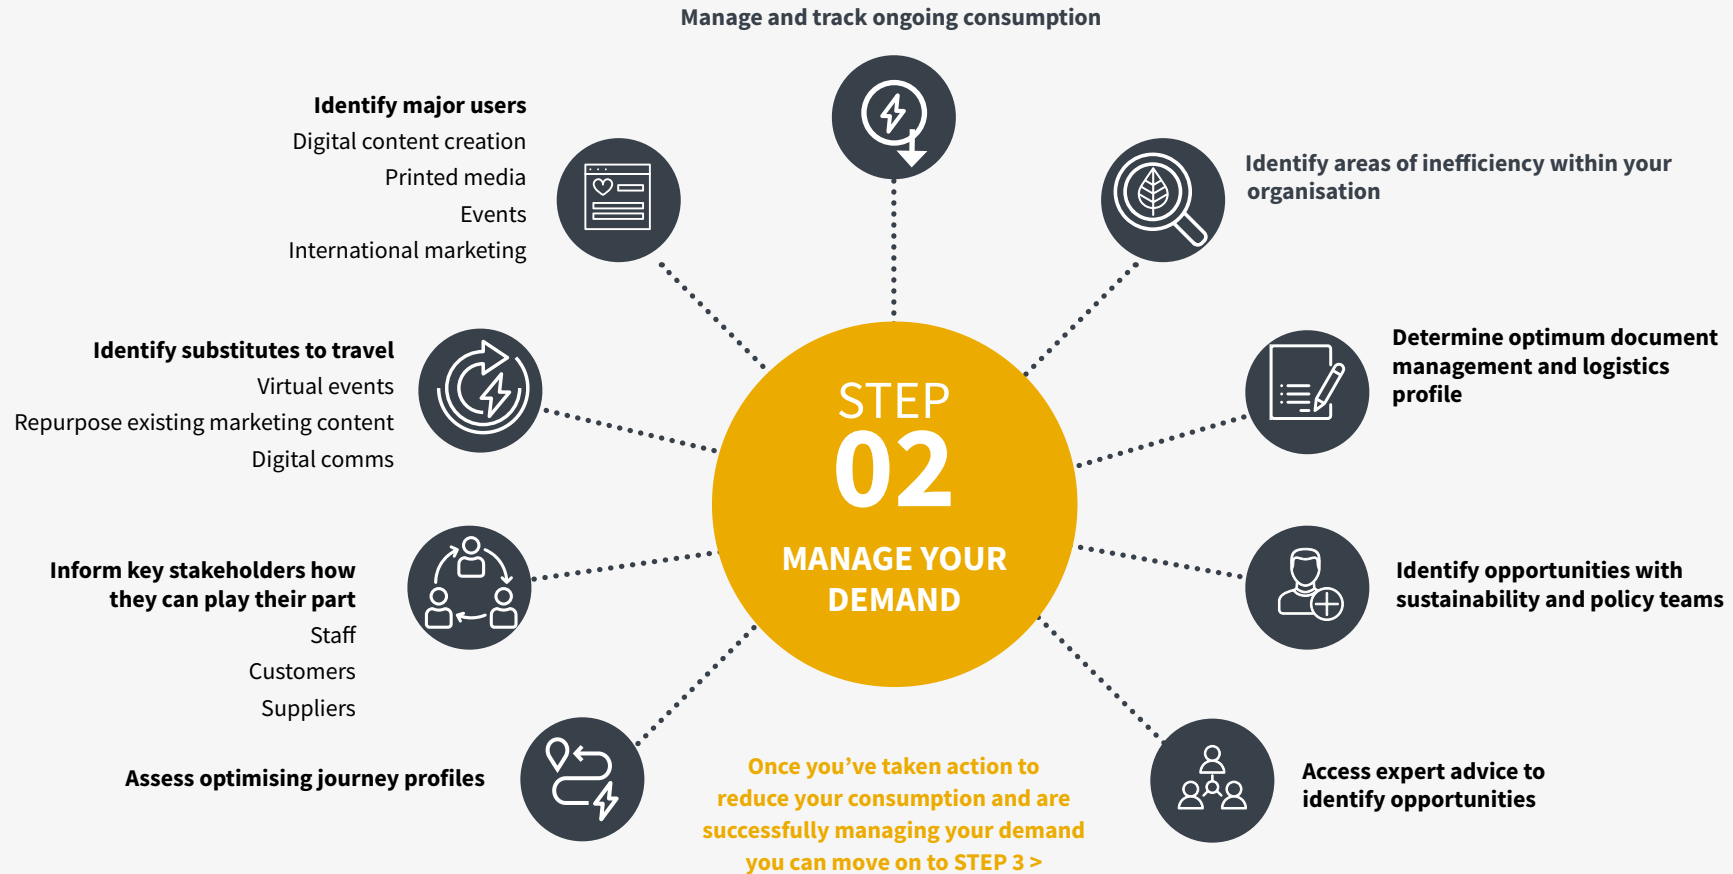 Manage and track ongoing consumption
Identify major users
Digital content creation
Printed media
Events
International marketing
Identify areas of inefficiency within your
organisation
Identify substitutes to travel
Virtual events
Repurpose existing marketing content
Digital comms
Determine optimum document
management and logistics
profile
STEP
02
MANAGE YOUR
DEMAND
Inform key stakeholders how
they can play their part
Staff
Customers
Suppliers
Identify opportunities with
sustainability and policy teams
Assess optimising journey profiles
Once you’ve taken action to
reduce your consumption and are
successfully managing your demand
you can move on to STEP 3 >
Access expert advice to
identify opportunities